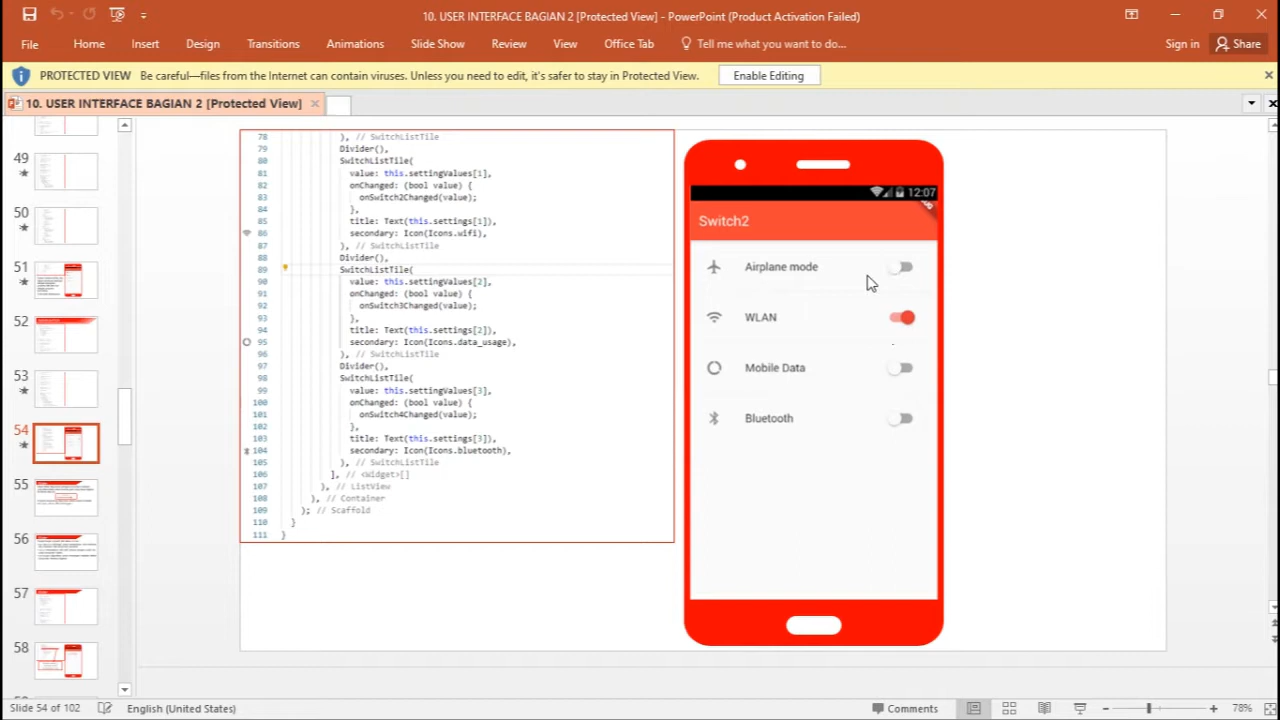 10. USER INTERFACE BAGIAN 2 [Protected View] - PowerPoint (Product Activation Failed)
File Home Insert Design Transitions Animations Slide Show Review View Office Tab Tell me what you want to do... Sign in Share
PROTECTED VIEW Be careful—files from the Internet can contain viruses. Unless you need to edit, it's safer to stay in Protected View. Enable Editing
10. USER INTERFACE BAGIAN 2 [Protected View]
49
50
51
52
53
54
55
56
57
58
78 ), // SwitchListTile
79 Divider(),
80 SwitchListTile(
81 value: this.settingValues[1],
82 onChanged: (bool value) {
83 onSwitch2Changed(value);
84 },
85 title: Text(this.settings[1]),
86 secondary: Icon(Icons.wifi),
87 ), // SwitchListTile
88 Divider(),
89 SwitchListTile(
90 value: this.settingValues[2],
91 onChanged: (bool value) {
92 onSwitch3Changed(value);
93 },
94 title: Text(this.settings[2]),
95 secondary: Icon(Icons.data_usage),
96 ), // SwitchListTile
97 Divider(),
98 SwitchListTile(
99 value: this.settingValues[3],
100 onChanged: (bool value) {
101 onSwitch4Changed(value);
102 },
103 title: Text(this.settings[3]),
104 secondary: Icon(Icons.bluetooth),
105 ), // SwitchListTile
106 ], // <Widget>[]
107 ), // ListView
108 ), // Container
109 ); // Scaffold
110 }
111 }
12:07
Switch2
Airplane mode
WLAN
Mobile Data
Bluetooth
Slide 54 of 102 English (United States) Comments 78%